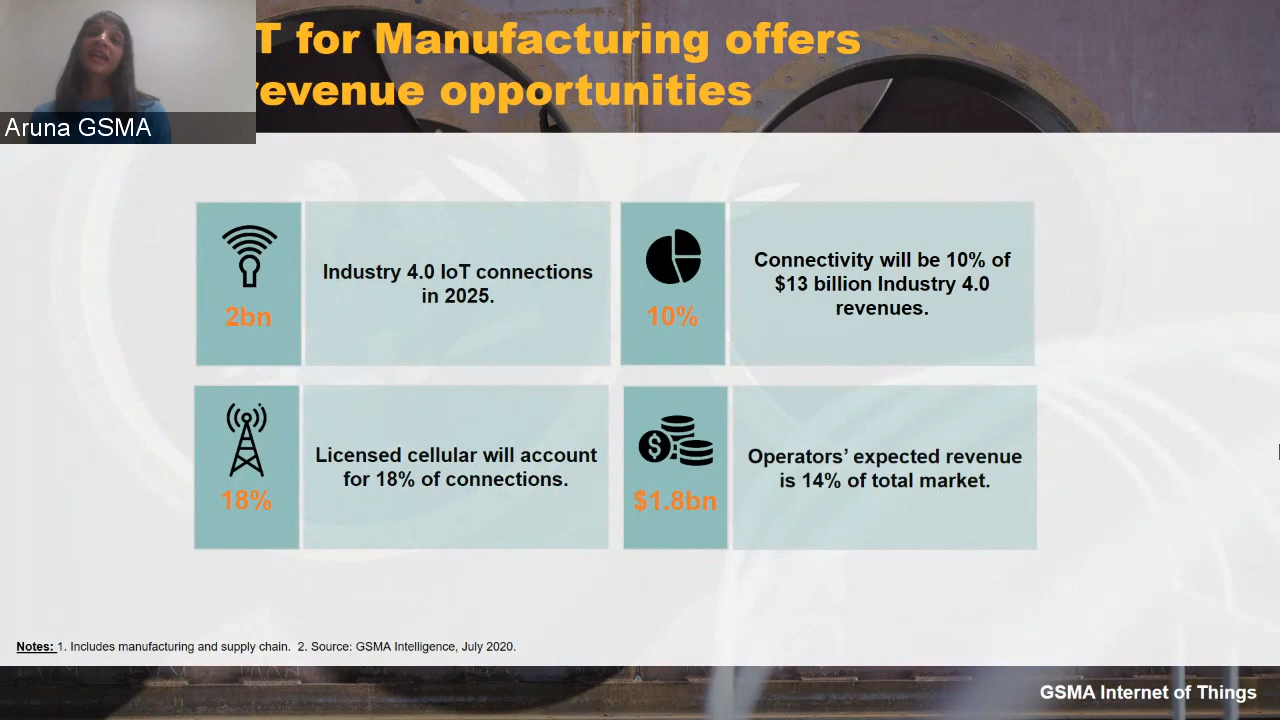 T for Manufacturing offers
revenue opportunities
Aruna GSMA
2bn
Industry 4.0 IoT connections
in 2025.
10%
Connectivity will be 10% of
$13 billion Industry 4.0
revenues.
18%
Licensed cellular will account
for 18% of connections.
$1.8bn
Operators’ expected revenue
is 14% of total market.
Notes: 1. Includes manufacturing and supply chain. 2. Source: GSMA Intelligence, July 2020.
GSMA Internet of Things